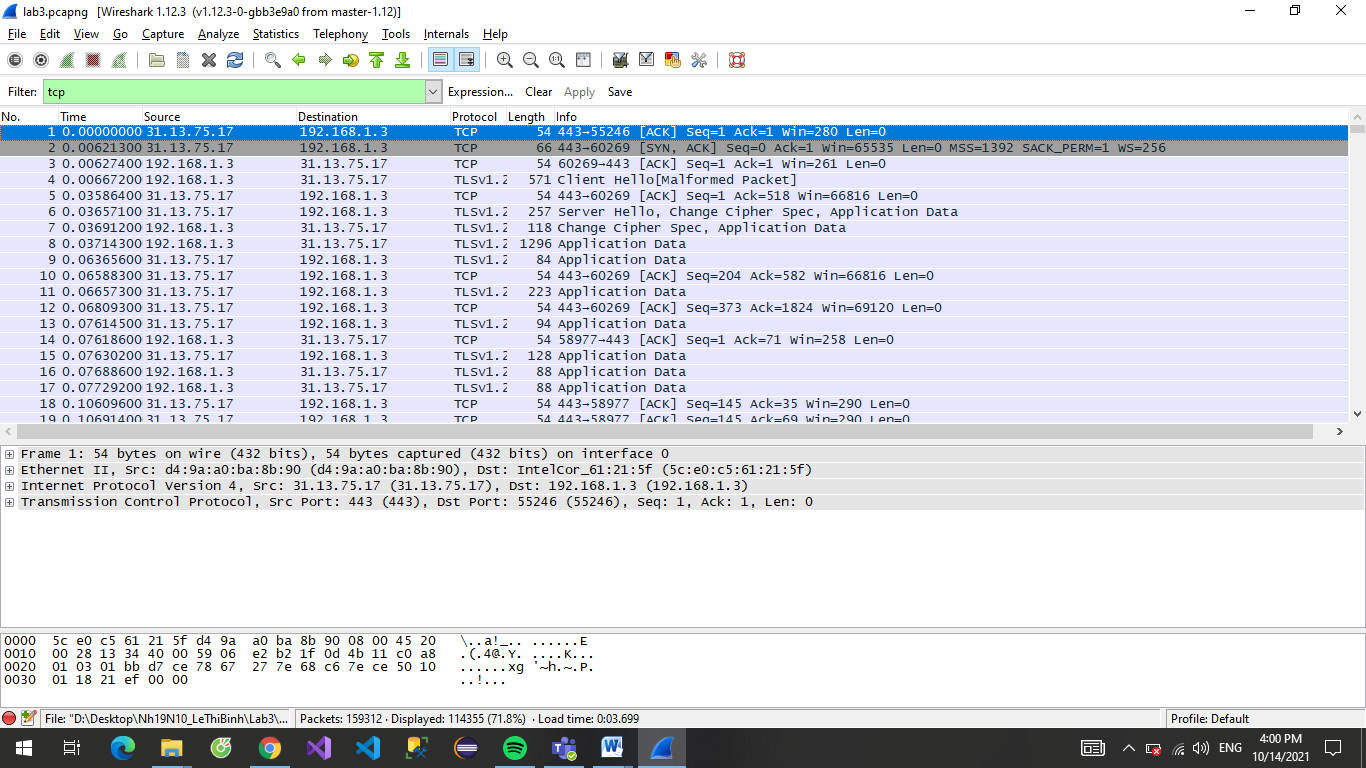 lab3.pcapng [Wireshark 1.12.3 (v1.12.3-0-gbb3e9a0 from master-1.12)]
File Edit View Go Capture Analyze Statistics Telephony Tools Internals Help
Filter: tcp Expression... Clear Apply Save
No. Time Source Destination Protocol Length Info
1 0.00000000 31.13.75.17 192.168.1.3 TCP 54 443→55246 [ACK] Seq=1 Ack=1 Win=280 Len=0
2 0.00621300 31.13.75.17 192.168.1.3 TCP 66 443→60269 [SYN, ACK] Seq=0 Ack=1 Win=65535 Len=0 MSS=1392 SACK_PERM=1 WS=256
3 0.00627400 192.168.1.3 31.13.75.17 TCP 54 60269→443 [ACK] Seq=1 Ack=1 Win=261 Len=0
4 0.00667200 192.168.1.3 31.13.75.17 TLSv1.2 571 Client Hello[Malformed Packet]
5 0.03586400 31.13.75.17 192.168.1.3 TCP 54 443→60269 [ACK] Seq=1 Ack=518 Win=66816 Len=0
6 0.03657100 31.13.75.17 192.168.1.3 TLSv1.2 257 Server Hello, Change Cipher Spec, Application Data
7 0.03691200 192.168.1.3 31.13.75.17 TLSv1.2 118 Change Cipher Spec, Application Data
8 0.03714300 192.168.1.3 31.13.75.17 TLSv1.2 1296 Application Data
9 0.06365600 192.168.1.3 31.13.75.17 TLSv1.2 84 Application Data
10 0.06588300 31.13.75.17 192.168.1.3 TCP 54 443→60269 [ACK] Seq=204 Ack=582 Win=66816 Len=0
11 0.06657300 31.13.75.17 192.168.1.3 TLSv1.2 223 Application Data
12 0.06809300 31.13.75.17 192.168.1.3 TCP 54 443→60269 [ACK] Seq=373 Ack=1824 Win=69120 Len=0
13 0.07614500 31.13.75.17 192.168.1.3 TLSv1.2 94 Application Data
14 0.07618600 192.168.1.3 31.13.75.17 TCP 54 58977→443 [ACK] Seq=1 Ack=71 Win=258 Len=0
15 0.07630200 31.13.75.17 192.168.1.3 TLSv1.2 128 Application Data
16 0.07688600 192.168.1.3 31.13.75.17 TLSv1.2 88 Application Data
17 0.07729200 192.168.1.3 31.13.75.17 TLSv1.2 88 Application Data
18 0.10609600 31.13.75.17 192.168.1.3 TCP 54 443→58977 [ACK] Seq=145 Ack=35 Win=290 Len=0
19 0.10691400 31.13.75.17 192.168.1.3 TCP 54 443→58977 [ACK] Seq=145 Ack=69 Win=290 Len=0
Frame 1: 54 bytes on wire (432 bits), 54 bytes captured (432 bits) on interface 0
Ethernet II, Src: d4:9a:a0:ba:8b:90 (d4:9a:a0:ba:8b:90), Dst: IntelCor_61:21:5f (5c:e0:c5:61:21:5f)
Internet Protocol Version 4, Src: 31.13.75.17 (31.13.75.17), Dst: 192.168.1.3 (192.168.1.3)
Transmission Control Protocol, Src Port: 443 (443), Dst Port: 55246 (55246), Seq: 1, Ack: 1, Len: 0
0000 5c e0 c5 61 21 5f d4 9a a0 ba 8b 90 08 00 45 20 \..a!_.. ......E
0010 00 28 13 34 40 00 59 06 e2 b2 1f 0d 4b 11 c0 a8 .(.4@.Y. ....K...
0020 01 03 01 bb d7 ce 78 67 27 7e 68 c6 7e ce 50 10 ......xg '~h.~.P.
0030 01 18 21 ef 00 00 ..!...
File: "D:\Desktop\Nh19N10_LeThiBinh\Lab3\... Packets: 159312 · Displayed: 114355 (71.8%) · Load time: 0:03.699 Profile: Default
ENG
4:00 PM
10/14/2021